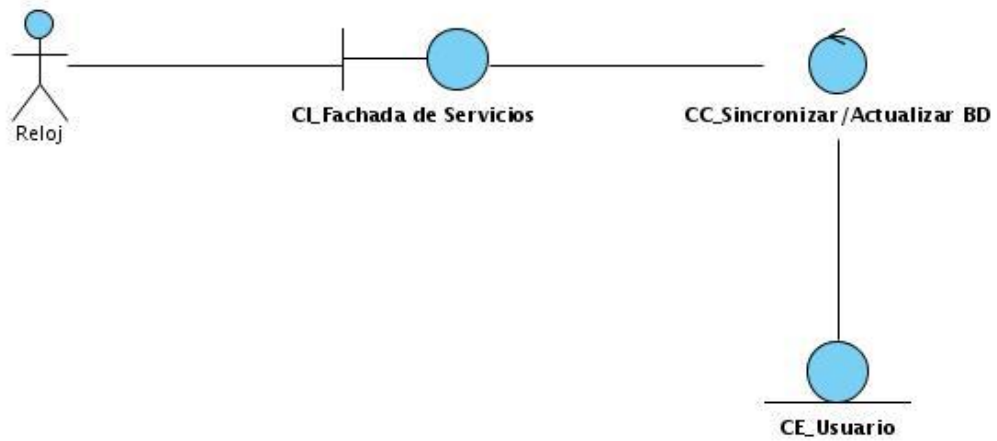 CI_Fachada de Servicios
CC_Sincronizar/Actualizar BD
Reloj
CE_Usuario